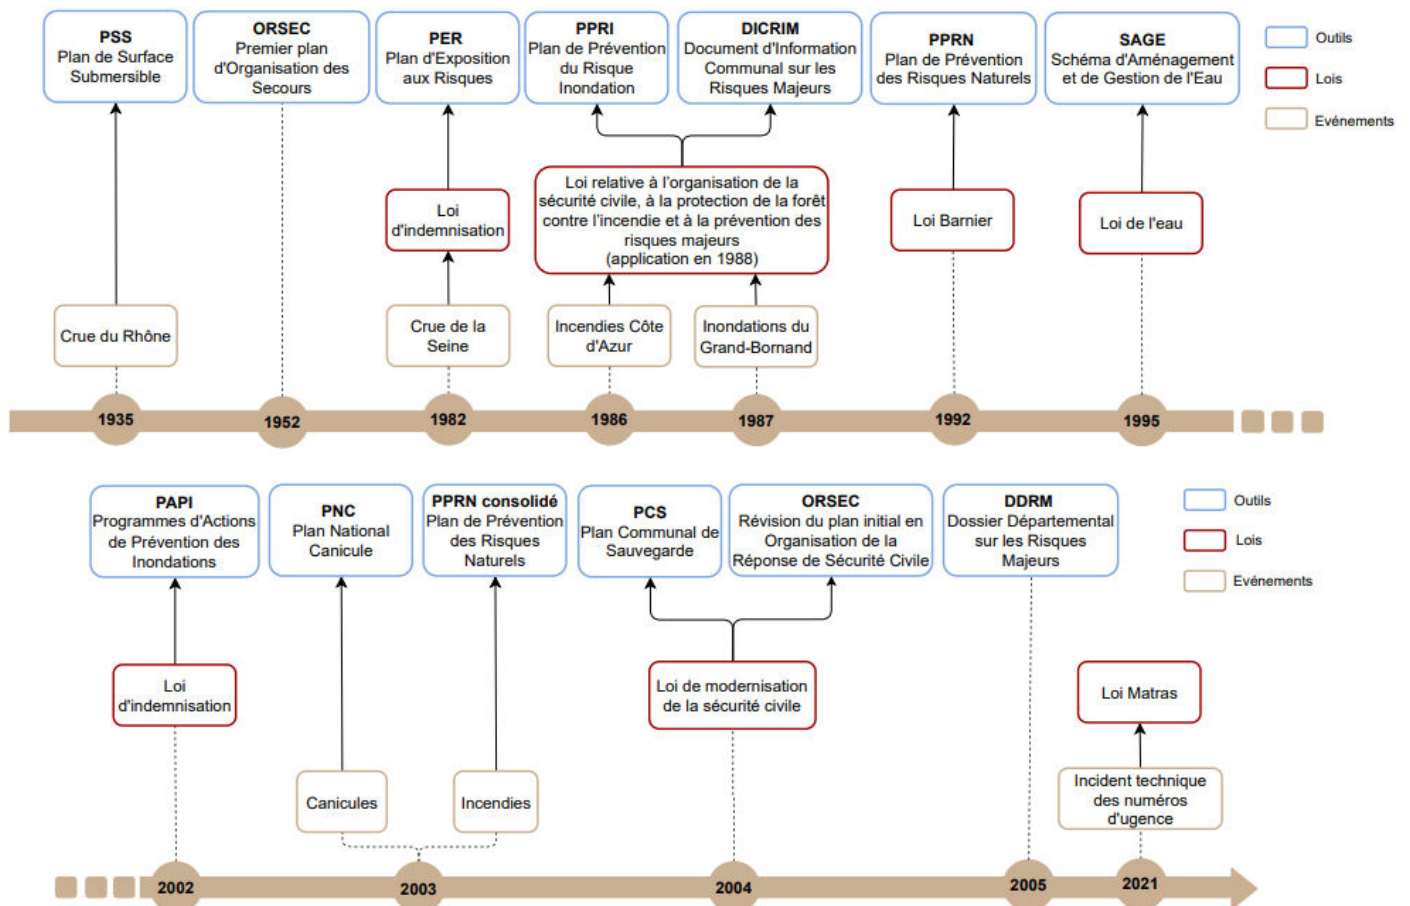 PSS
Plan de Surface
Submersible
ORSEC
Premier plan
d'Organisation des
Secours
PER
Plan d'Exposition
aux Risques
PPRI
Plan de Prévention
du Risque
Inondation
DICRIM
Document d'Information
Communal sur les
Risques Majeurs
PPRN
Plan de Prévention
des Risques Naturels
SAGE
Schéma d'Aménagement
et de Gestion de l'Eau
Outils
Lois
Evénements
Loi
d'indemnisation
Loi relative à l'organisation de la
sécurité civile, à la protection de la forêt
contre l'incendie et à la prévention des
risques majeurs
(application en 1988)
Loi Barnier
Loi de l'eau
Crue du Rhône
Crue de la
Seine
Incendies Côte
d'Azur
Inondations du
Grand-Bornand
1935
1952
1982
1986
1987
1992
1995
PAPI
Programmes d'Actions
de Prévention des
Inondations
PNC
Plan National
Canicule
PPRN consolidé
Plan de Prévention
des Risques
Naturels
PCS
Plan Communal de
Sauvegarde
ORSEC
Révision du plan initial en
Organisation de la
Réponse de Sécurité Civile
DDRM
Dossier Départemental
sur les Risques
Majeurs
Outils
Lois
Evénements
Loi
d'indemnisation
Loi de modernisation
de la sécurité civile
Loi Matras
Canicules
Incendies
Incident technique
des numéros
d'ugence
2002
2003
2004
2005
2021